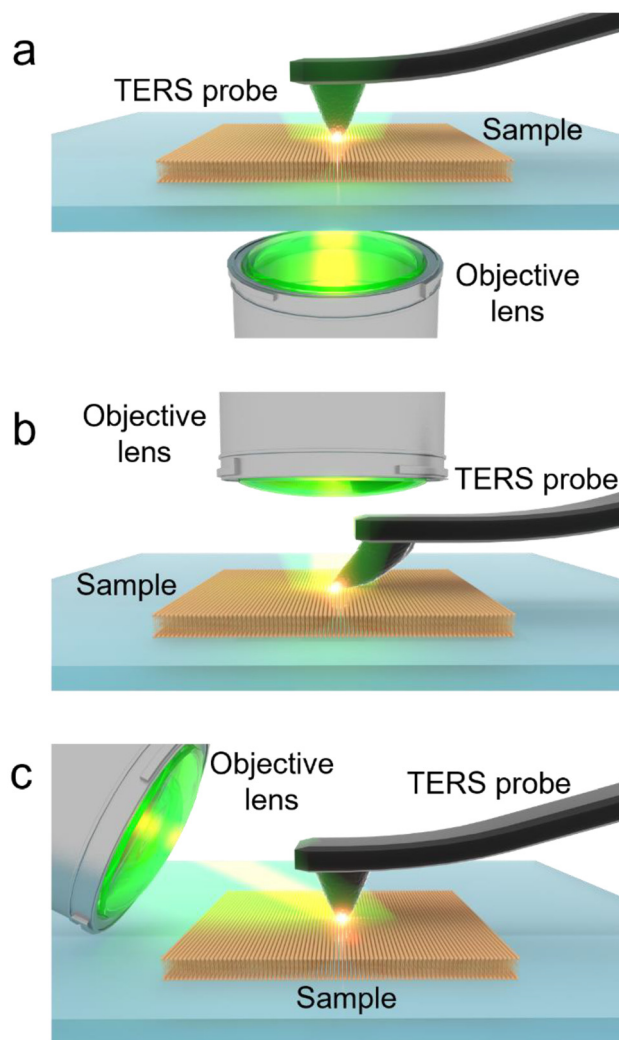 a
TERS probe
Sample
Objective
lens
b
Objective
lens
TERS probe
Sample
c
Objective
lens
TERS probe
Sample